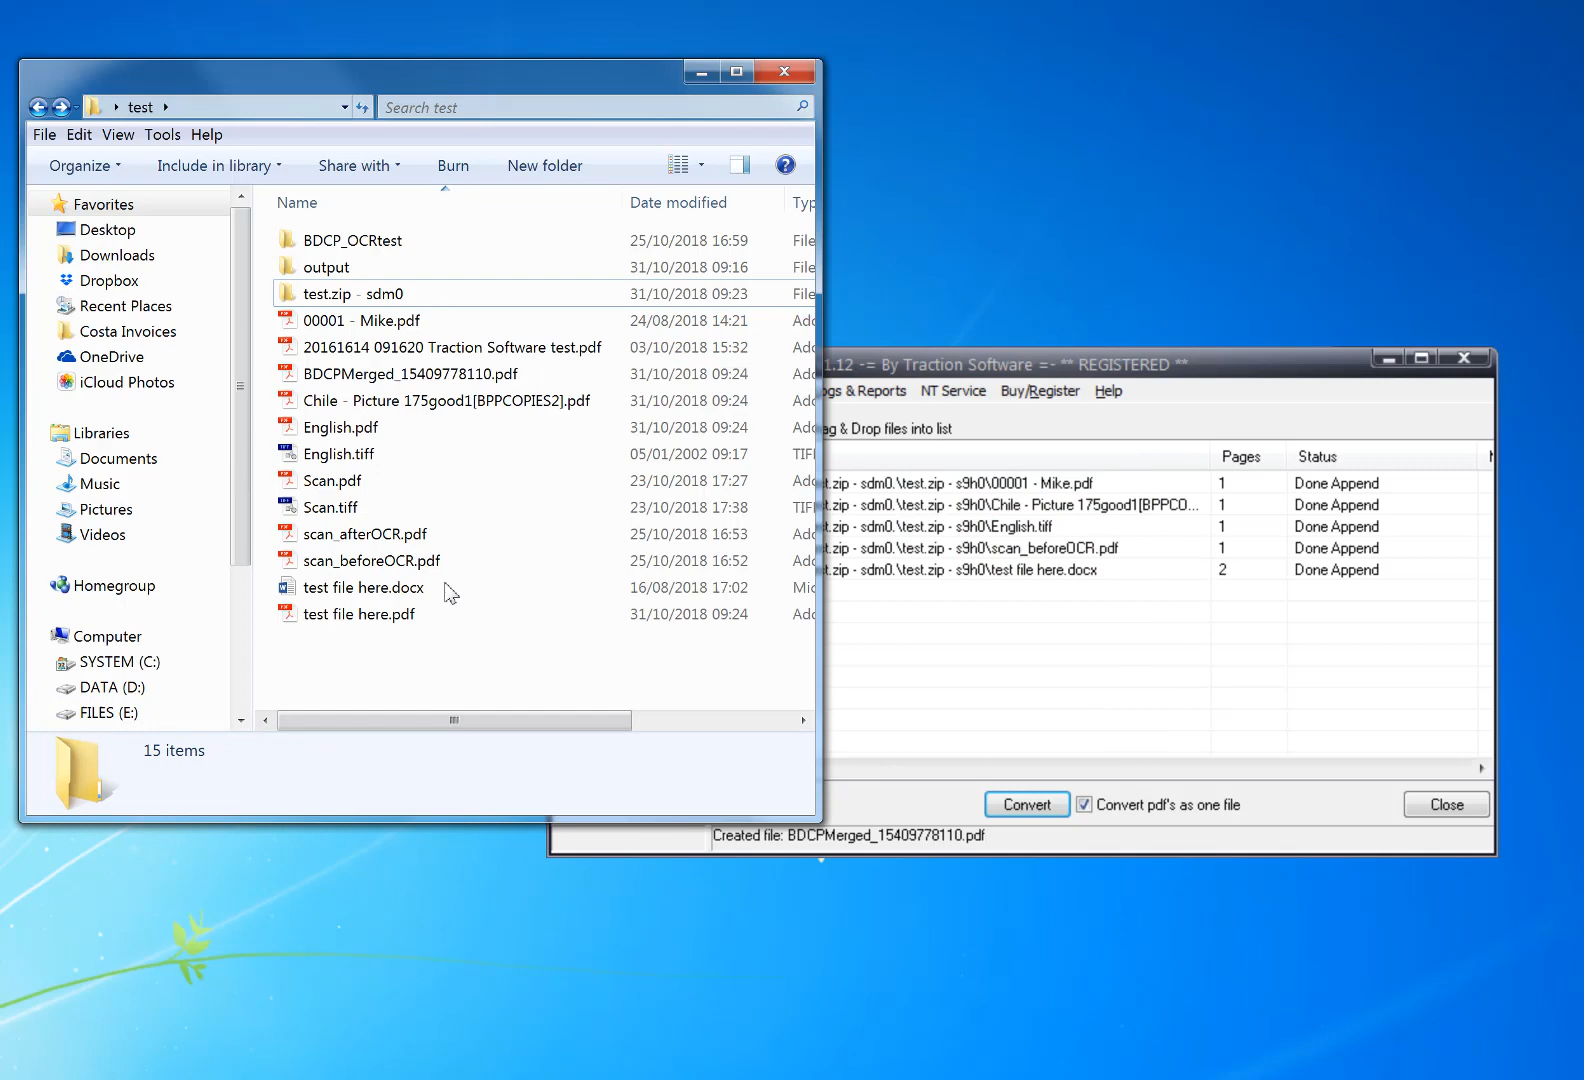 test
Search test
File Edit View Tools Help
Organize Include in library Share with Burn New folder
Favorites
Desktop
Downloads
Dropbox
Recent Places
Costa Invoices
OneDrive
iCloud Photos
Libraries
Documents
Music
Pictures
Videos
Homegroup
Computer
SYSTEM (C:)
DATA (D:)
FILES (E:)
Name Date modified Typ
BDCP_OCRtest 25/10/2018 16:59 File
output 31/10/2018 09:16 File
test.zip - sdm0 31/10/2018 09:23 File
00001 - Mike.pdf 24/08/2018 14:21 Ado
20161614 091620 Traction Software test.pdf 03/10/2018 15:32 Ado
BDCPMerged_15409778110.pdf 31/10/2018 09:24 Ado
Chile - Picture 175good1[BPPCOPIES2].pdf 31/10/2018 09:24 Ado
English.pdf 31/10/2018 09:24 Ado
English.tiff 05/01/2002 09:17 TIF
Scan.pdf 23/10/2018 17:27 Ado
Scan.tiff 23/10/2018 17:38 TIF
scan_afterOCR.pdf 25/10/2018 16:53 Ado
scan_beforeOCR.pdf 25/10/2018 16:52 Ado
test file here.docx 16/08/2018 17:02 Mic
test file here.pdf 31/10/2018 09:24 Ado
15 items
1.12 -= By Traction Software =- ** REGISTERED **
ogs & Reports NT Service Buy/Register Help
ag & Drop files into list
Pages Status
t.zip - sdm0.\test.zip - s9h0\00001 - Mike.pdf 1 Done Append
t.zip - sdm0.\test.zip - s9h0\Chile - Picture 175good1[BPPCO... 1 Done Append
t.zip - sdm0.\test.zip - s9h0\English.tiff 1 Done Append
t.zip - sdm0.\test.zip - s9h0\scan_beforeOCR.pdf 1 Done Append
t.zip - sdm0.\test.zip - s9h0\test file here.docx 2 Done Append
Convert Convert pdf's as one file Close
Created file: BDCPMerged_15409778110.pdf